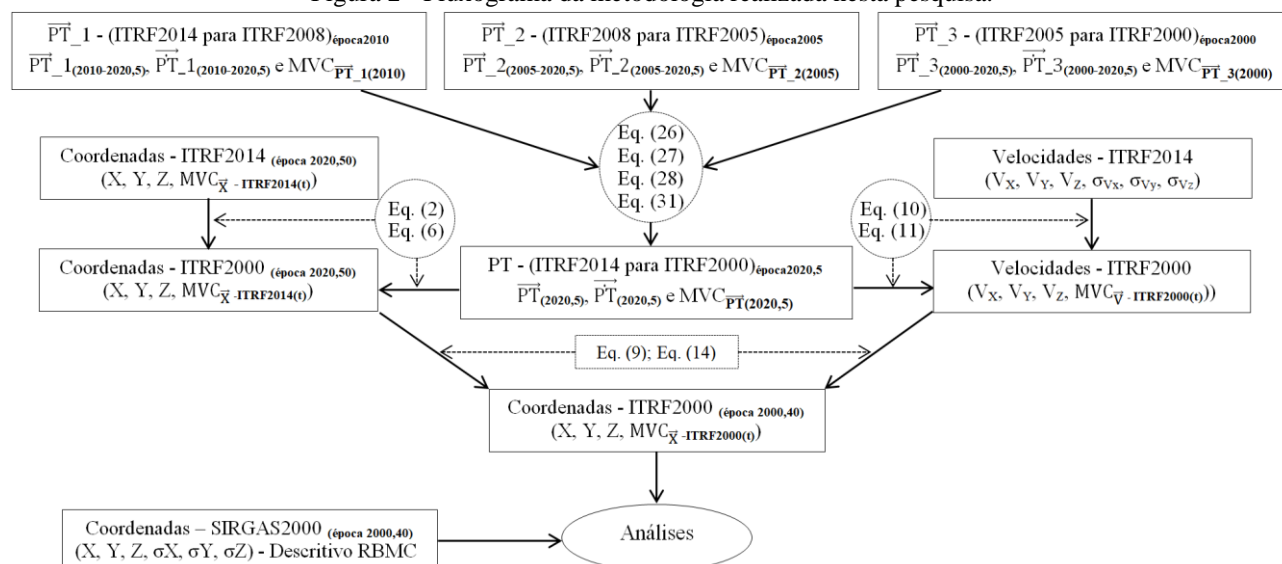 Figura 2 – Fluxograma da metodologia realizada nesta pesquisa.
PT_1 - (ITRF2014 para ITRF2008)época2010
PT_1(2010-2020,5), ṖT_1(2010-2020,5) e MVCPT_1(2010)
PT_2 - (ITRF2008 para ITRF2005)época2005
PT_2(2005-2020,5), ṖT_2(2005-2020,5) e MVCPT_2(2005)
PT_3 - (ITRF2005 para ITRF2000)época2000
PT_3(2000-2020,5), ṖT_3(2000-2020,5) e MVCPT_3(2000)
Eq. (26)
Eq. (27)
Eq. (28)
Eq. (31)
Coordenadas - ITRF2014 (época 2020,50)
(X, Y, Z, MVCX - ITRF2014(t))
Velocidades - ITRF2014
(VX, VY, VZ, σVx, σVy, σVz)
Eq. (2)
Eq. (6)
Eq. (10)
Eq. (11)
Coordenadas - ITRF2000 (época 2020,50)
(X, Y, Z, MVCX -ITRF2014(t))
PT - (ITRF2014 para ITRF2000)época2020,5
PT(2020,5), ṖT(2020,5) e MVCPT(2020,5)
Velocidades - ITRF2000
(VX, VY, VZ, MVCV - ITRF2000(t)))
Eq. (9); Eq. (14)
Coordenadas - ITRF2000 (época 2000,40)
(X, Y, Z, MVCX -ITRF2000(t))
Coordenadas – SIRGAS2000 (época 2000,40)
(X, Y, Z, σX, σY, σZ) - Descritivo RBMC
Análises